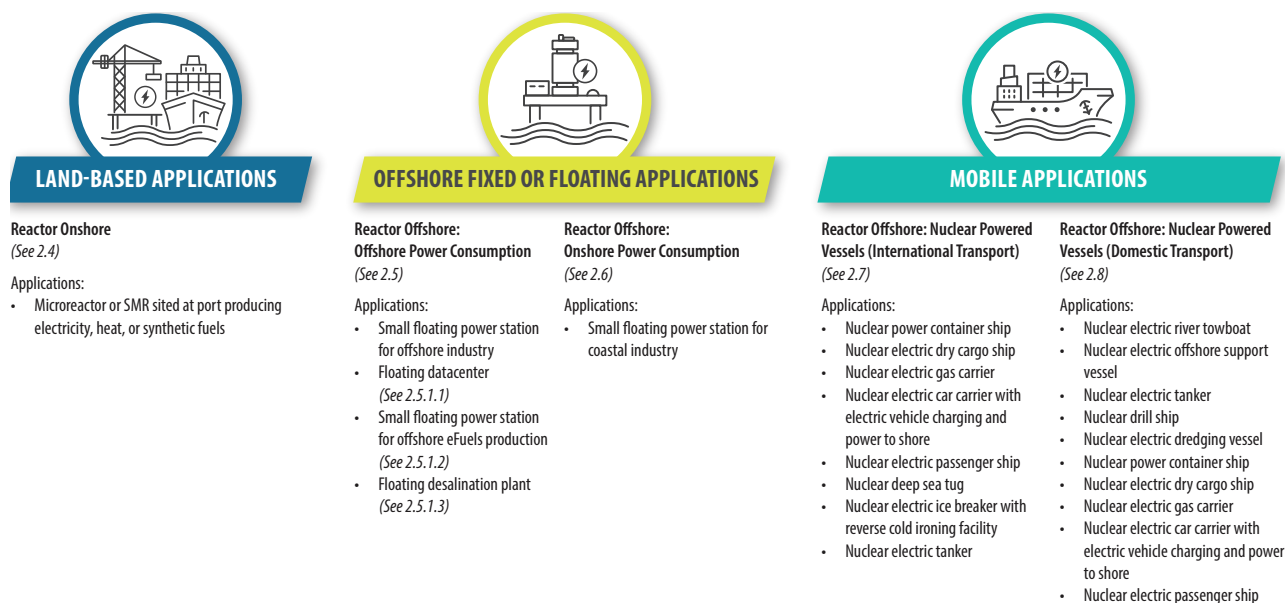 LAND-BASED APPLICATIONS
Reactor Onshore
(See 2.4)
Applications:
• Microreactor or SMR sited at port producing
electricity, heat, or synthetic fuels
OFFSHORE FIXED OR FLOATING APPLICATIONS
Reactor Offshore:
Offshore Power Consumption
(See 2.5)
Applications:
• Small floating power station
for offshore industry
• Floating datacenter
(See 2.5.1.1)
• Small floating power station
for offshore eFuels production
(See 2.5.1.2)
• Floating desalination plant
(See 2.5.1.3)
Reactor Offshore:
Onshore Power Consumption
(See 2.6)
Applications:
• Small floating power station for
coastal industry
MOBILE APPLICATIONS
Reactor Offshore: Nuclear Powered
Vessels (International Transport)
(See 2.7)
Applications:
• Nuclear power container ship
• Nuclear electric dry cargo ship
• Nuclear electric gas carrier
• Nuclear electric car carrier with
electric vehicle charging and
power to shore
• Nuclear electric passenger ship
• Nuclear deep sea tug
• Nuclear electric ice breaker with
reverse cold ironing facility
• Nuclear electric tanker
Reactor Offshore: Nuclear Powered
Vessels (Domestic Transport)
(See 2.8)
Applications:
• Nuclear electric river towboat
• Nuclear electric offshore support
vessel
• Nuclear electric tanker
• Nuclear drill ship
• Nuclear electric dredging vessel
• Nuclear power container ship
• Nuclear electric dry cargo ship
• Nuclear electric gas carrier
• Nuclear electric car carrier with
electric vehicle charging and power
to shore
• Nuclear electric passenger ship